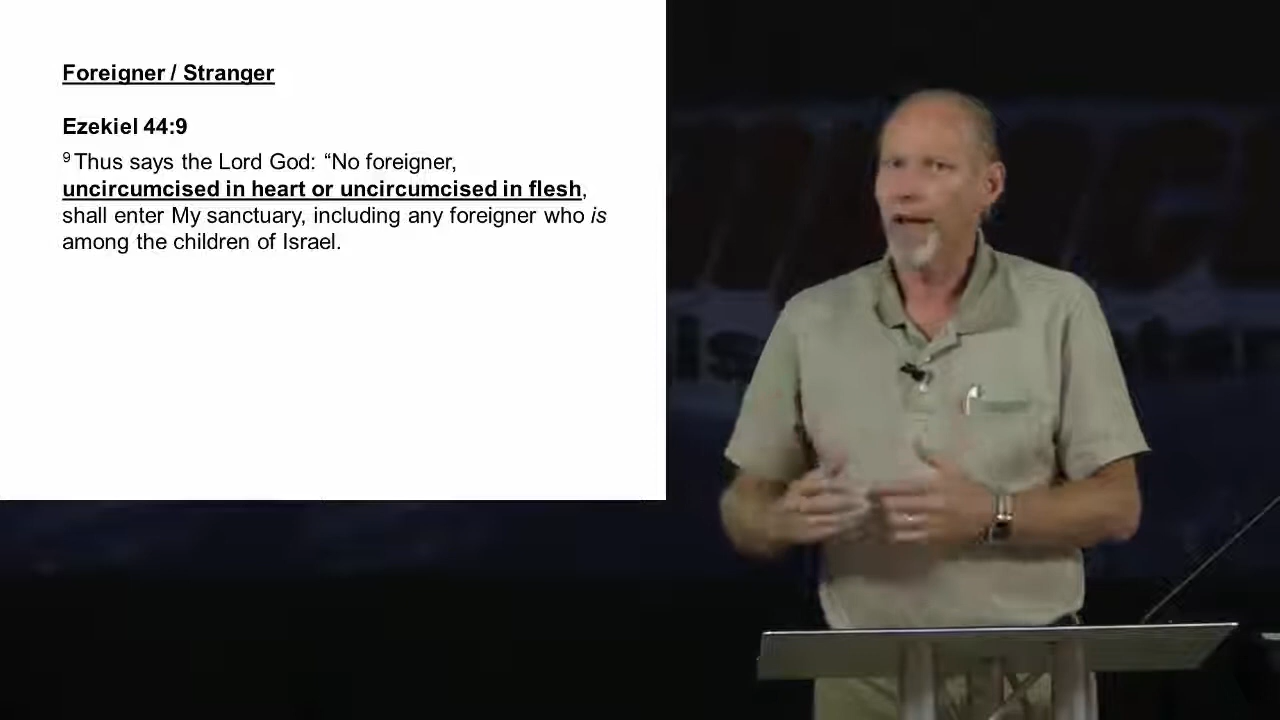 Foreigner / Stranger
Ezekiel 44:9
9 Thus says the Lord God: “No foreigner,
uncircumcised in heart or uncircumcised in flesh,
shall enter My sanctuary, including any foreigner who is
among the children of Israel.